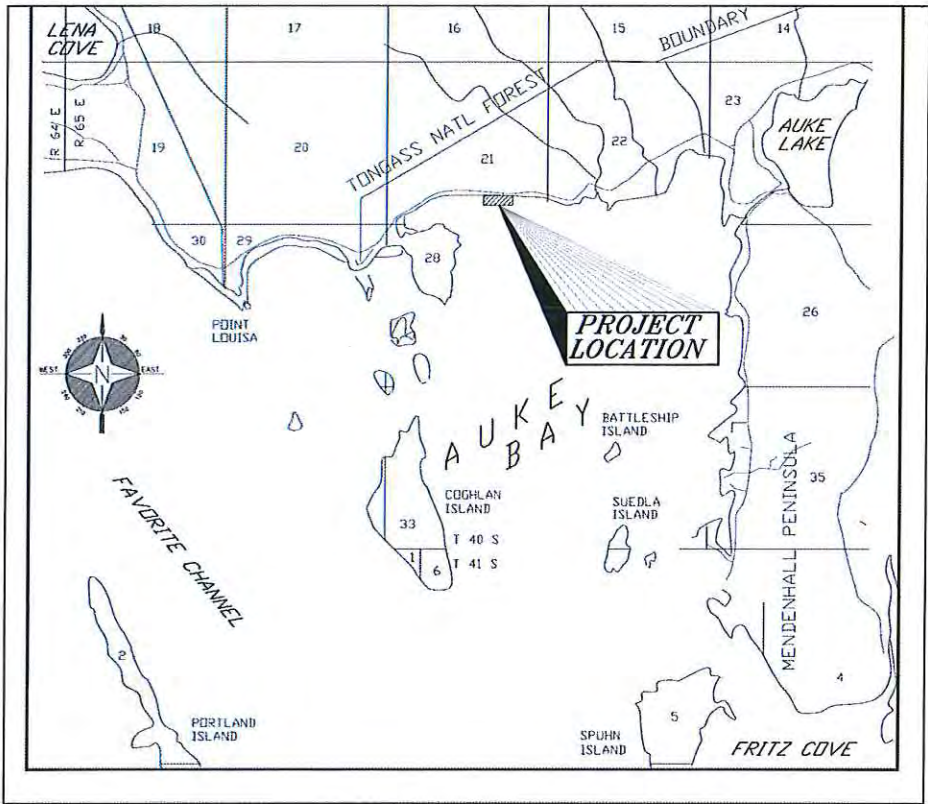 LENA
COVE
18
17
16
15
14
BOUNDARY
TONGASS NATL FOREST
R 64 E
R 65 E
19
20
21
22
23
AUKE
LAKE
30
29
28
26
POINT
LOUISA
PROJECT
LOCATION
WEST
N
EAST
AUKE
BAY
BATTLESHIP
ISLAND
FAVORITE CHANNEL
COGHLAN
ISLAND
33
T 40 S
1
6
T 41 S
SUEDLA
ISLAND
MENDENHALL PENINSULA
35
2
PORTLAND
ISLAND
4
5
SPUHN
ISLAND
FRITZ COVE